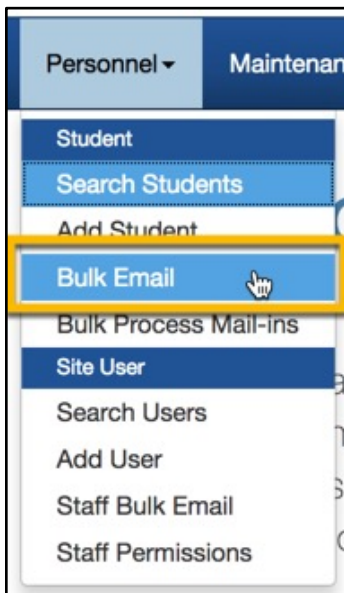 Personnel Maintenan
Student
Search Students
Add Student
Bulk Email
Bulk Process Mail-ins
Site User
Search Users
Add User
Staff Bulk Email
Staff Permissions